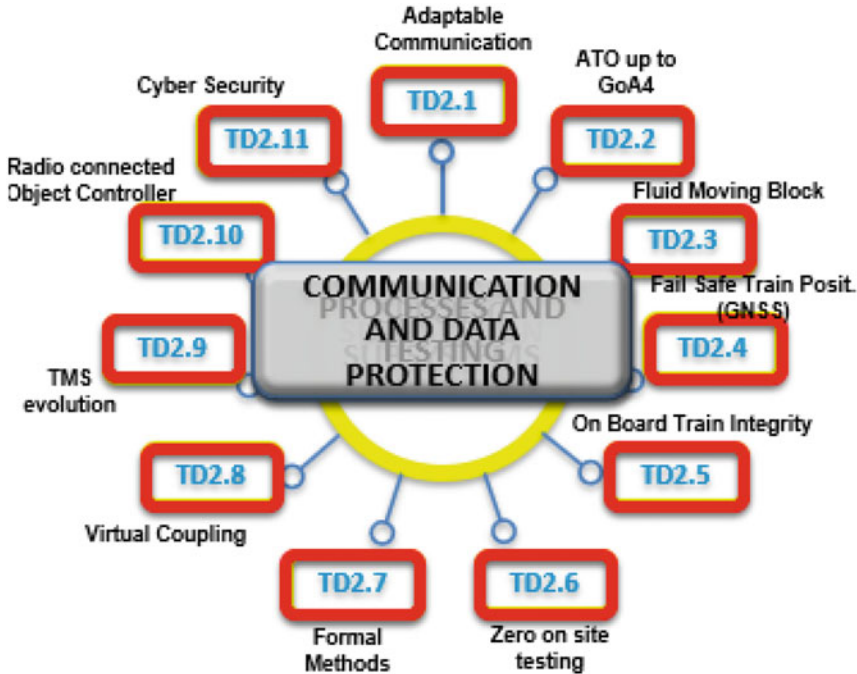 Adaptable
Communication
TD2.1
ATO up to
GoA4
TD2.2
Fluid Moving Block
TD2.3
Fail Safe Train Posit.
(GNSS)
TD2.4
On Board Train Integrity
TD2.5
TD2.6
Zero on site
testing
TD2.7
Formal
Methods
TD2.8
Virtual Coupling
TD2.9
TMS
evolution
Radio connected
Object Controller
TD2.10
Cyber Security
TD2.11
COMMUNICATION
PROCESSES AND
AND DATA
TESTING
PROTECTION